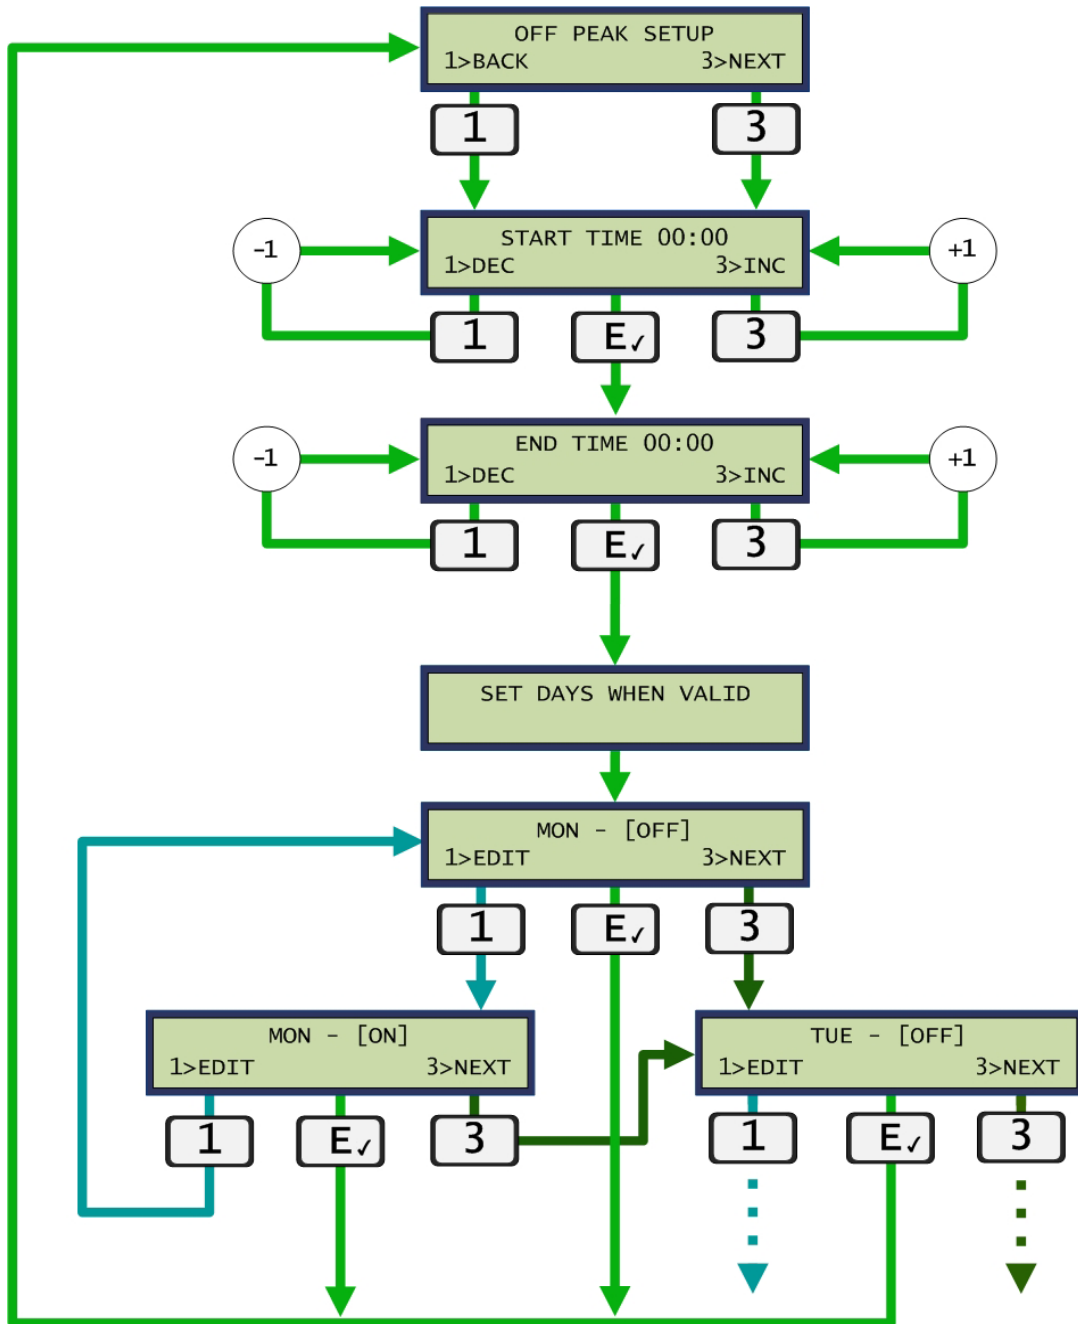 OFF PEAK SETUP
1>BACK 3>NEXT
1 3
START TIME 00:00
1>DEC 3>INC
-1 +1
1 E✓ 3
END TIME 00:00
1>DEC 3>INC
-1 +1
1 E✓ 3
SET DAYS WHEN VALID
MON - [OFF]
1>EDIT 3>NEXT
1 E✓ 3
MON - [ON]
1>EDIT 3>NEXT
1 E✓ 3
TUE - [OFF]
1>EDIT 3>NEXT
1 E✓ 3